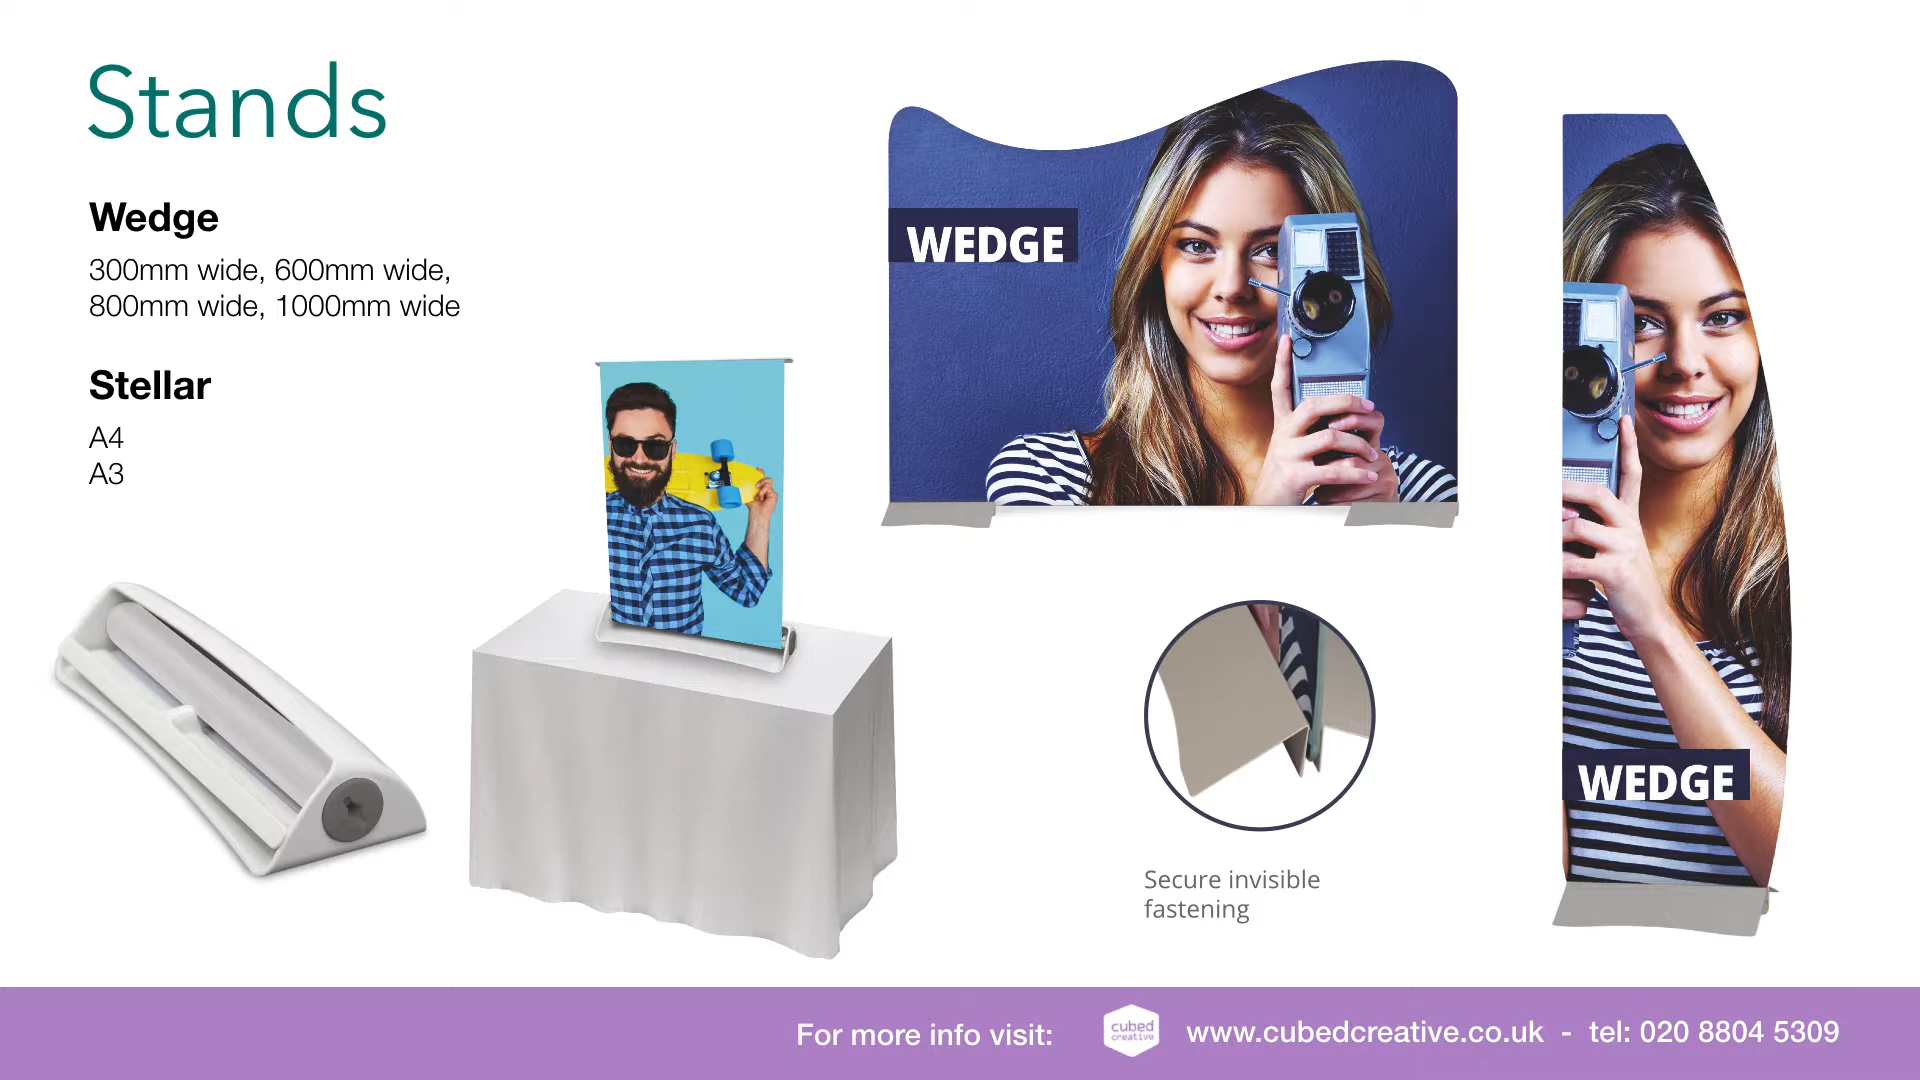 Stands
Wedge
300mm wide, 600mm wide,
800mm wide, 1000mm wide
Stellar
A4
A3
WEDGE
WEDGE
Secure invisible
fastening
For more info visit:
cubed
creative
www.cubedcreative.co.uk - tel: 020 8804 5309